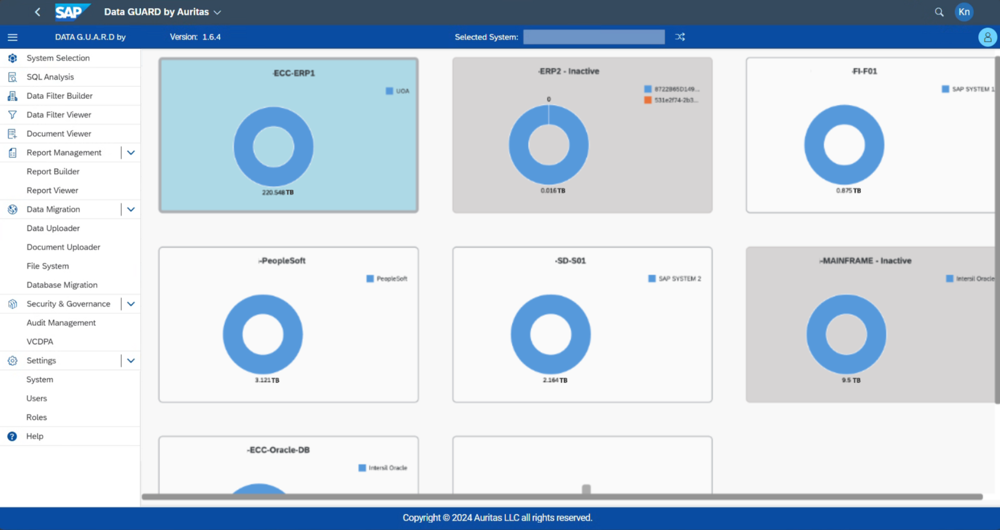 SAP Data GUARD by Auritas
Kn
DATA G.U.A.R.D by
Version: 1.6.4
Selected System:
System Selection
SQL Analysis
Data Filter Builder
Data Filter Viewer
Document Viewer
Report Management
Report Builder
Report Viewer
Data Migration
Data Uploader
Document Uploader
File System
Database Migration
Security & Governance
Audit Management
VCDPA
Settings
System
Users
Roles
? Help
-ECC-ERP1
UOA
220.548 TB
-ERP2 - Inactive
8722865D149...
531e2f74-2b3...
0
0.016 TB
-FI-F01
SAP SYSTEM 1
0.875 TB
-PeopleSoft
PeopleSoft
3.121 TB
-SD-S01
SAP SYSTEM 2
2.164 TB
-MAINFRAME - Inactive
Intersil Oracle
9.5 TB
-ECC-Oracle-DB
Intersil Oracle
Copyright © 2024 Auritas LLC all rights reserved.